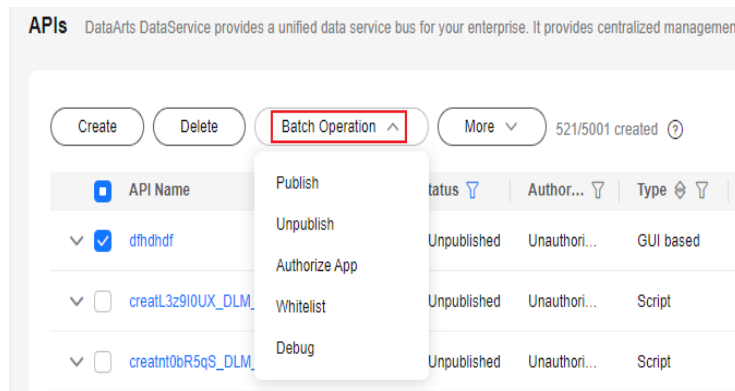 APIs DataArts DataService provides a unified data service bus for your enterprise. It provides centralized managemen
Create Delete Batch Operation More 521/5001 created
API Name tatus Author... Type
Publish
dfhdhdf Unpublished Unauthori... GUI based
Unpublish
Authorize App
creatL3z9I0UX_DLM_ Unpublished Unauthori... Script
Whitelist
Debug
creatnt0bR5qS_DLM_ Unpublished Unauthori... Script